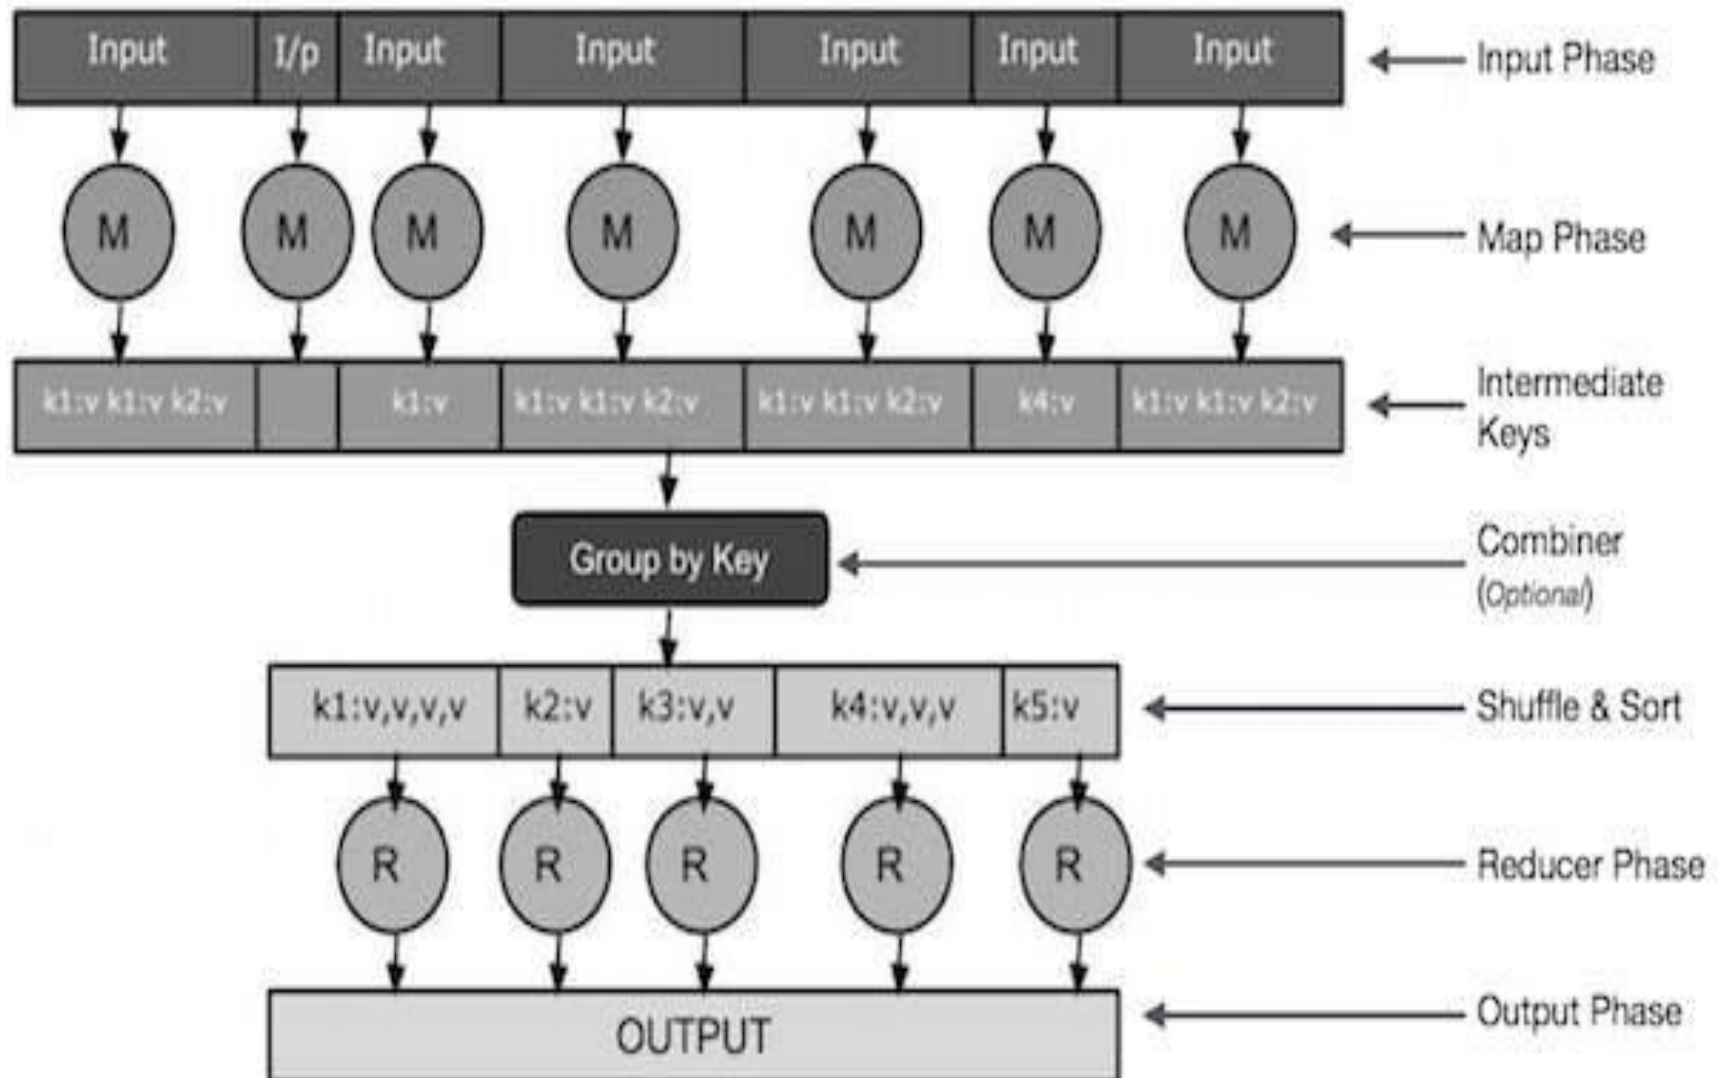 Input I/p Input Input Input Input Input
Input Phase
M M M M M M M
Map Phase
k1:v k1:v k2:v k1:v k1:v k1:v k2:v k1:v k1:v k2:v k4:v k1:v k1:v k2:v
Intermediate
Keys
Group by Key
Combiner
(Optional)
k1:v,v,v,v k2:v k3:v,v k4:v,v,v k5:v
Shuffle & Sort
R R R R R
Reducer Phase
OUTPUT
Output Phase